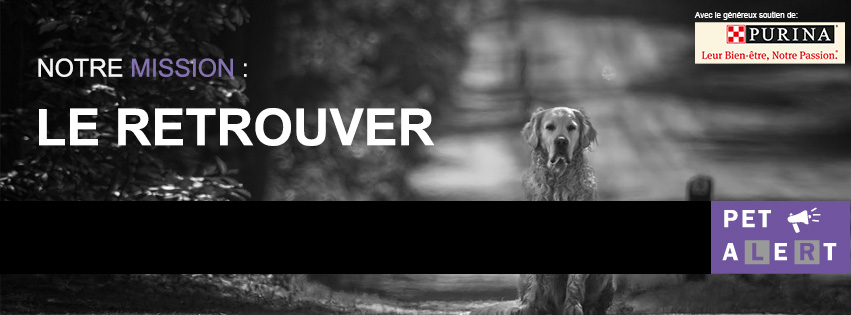 Avec le généreux soutien de:
PURINA
Leur Bien-être, Notre Passion.
NOTRE MISSION :
LE RETROUVER
PET
ALERT